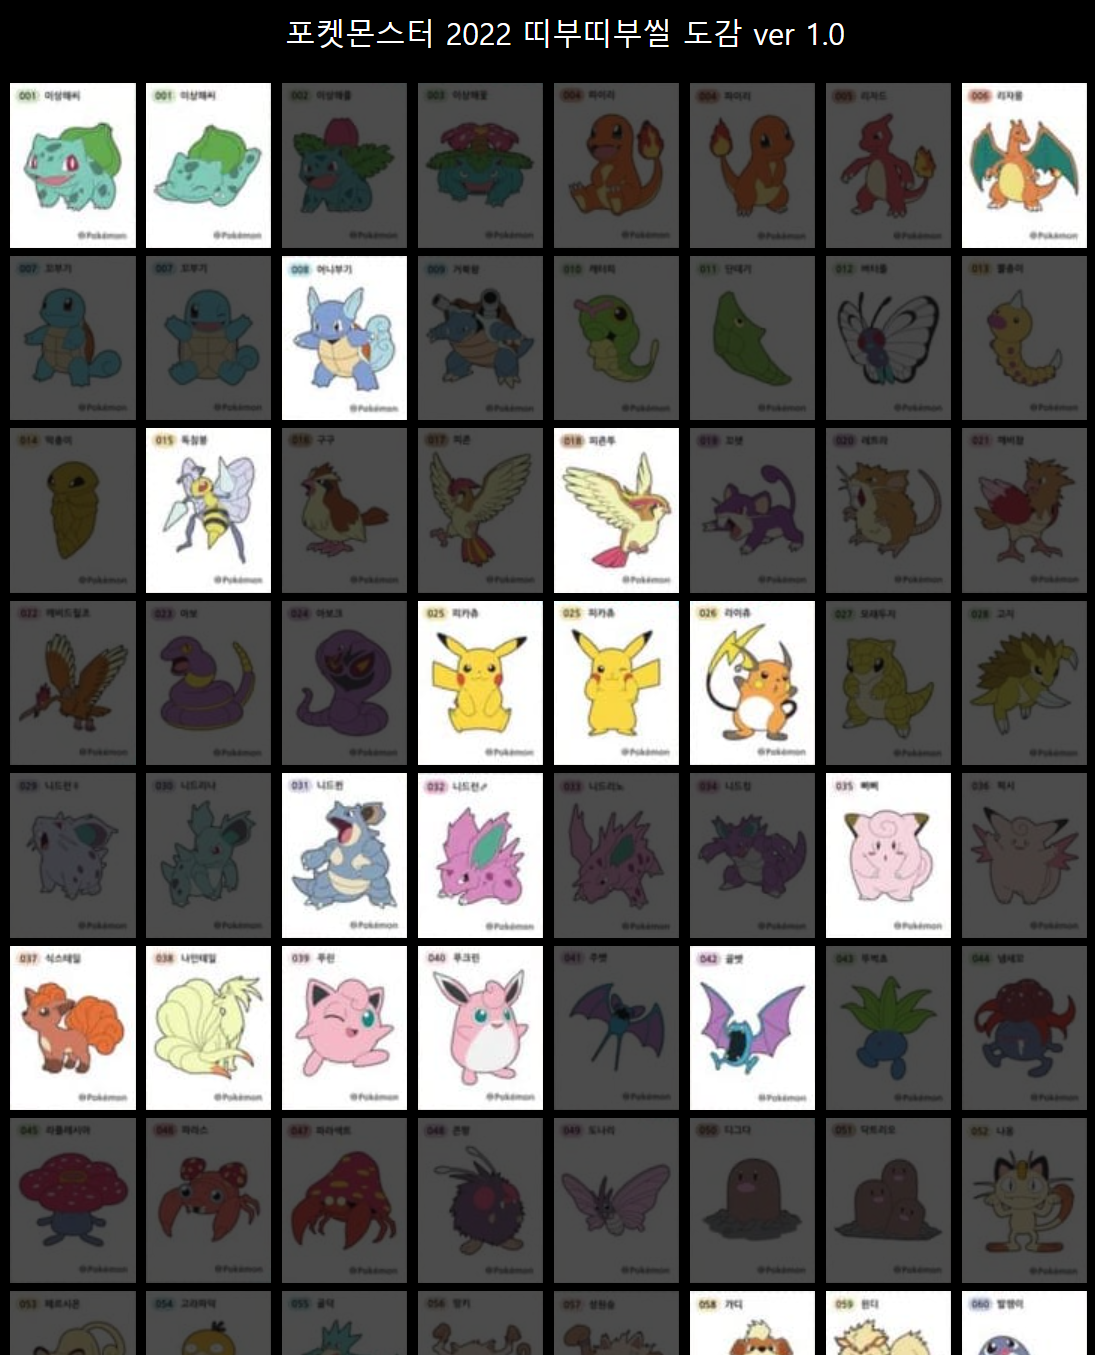 포켓몬스터 2022 띠부띠부씰 도감 ver 1.0
001 이상해씨 001 이상해씨 002 이상해풀 003 이상해꽃 004 파이리 004 파이리 005 리자드 006 리자몽
©Pokémon ©Pokémon ©Pokémon ©Pokémon ©Pokémon ©Pokémon ©Pokémon ©Pokémon
007 꼬부기 007 꼬부기 008 어니부기 009 거북왕 010 캐터피 011 단데기 012 버터플 013 뿔충이
©Pokémon ©Pokémon ©Pokémon ©Pokémon ©Pokémon ©Pokémon ©Pokémon ©Pokémon
014 딱충이 015 독침붕 016 구구 017 피죤 018 피죤투 019 꼬렛 020 레트라 021 깨비참
©Pokémon ©Pokémon ©Pokémon ©Pokémon ©Pokémon ©Pokémon ©Pokémon ©Pokémon
022 깨비드릴조 023 아보 024 아보크 025 피카츄 025 피카츄 026 라이츄 027 모래두지 028 고지
©Pokémon ©Pokémon ©Pokémon ©Pokémon ©Pokémon ©Pokémon ©Pokémon ©Pokémon
029 니드런♀ 030 니드리나 031 니드퀸 032 니드런♂ 033 니드리노 034 니드킹 035 삐삐 036 픽시
©Pokémon ©Pokémon ©Pokémon ©Pokémon ©Pokémon ©Pokémon ©Pokémon ©Pokémon
037 식스테일 038 나인테일 039 푸린 040 푸크린 041 주뱃 042 골뱃 043 뚜벅쵸 044 냄새꼬
©Pokémon ©Pokémon ©Pokémon ©Pokémon ©Pokémon ©Pokémon ©Pokémon ©Pokémon
045 라플레시아 046 파라스 047 파라섹트 048 콘팡 049 도나리 050 디그다 051 닥트리오 052 나옹
©Pokémon ©Pokémon ©Pokémon ©Pokémon ©Pokémon ©Pokémon ©Pokémon ©Pokémon
053 페르시온 054 고라파덕 055 골덕 056 망키 057 성원숭 058 가디 059 윈디 060 발챙이